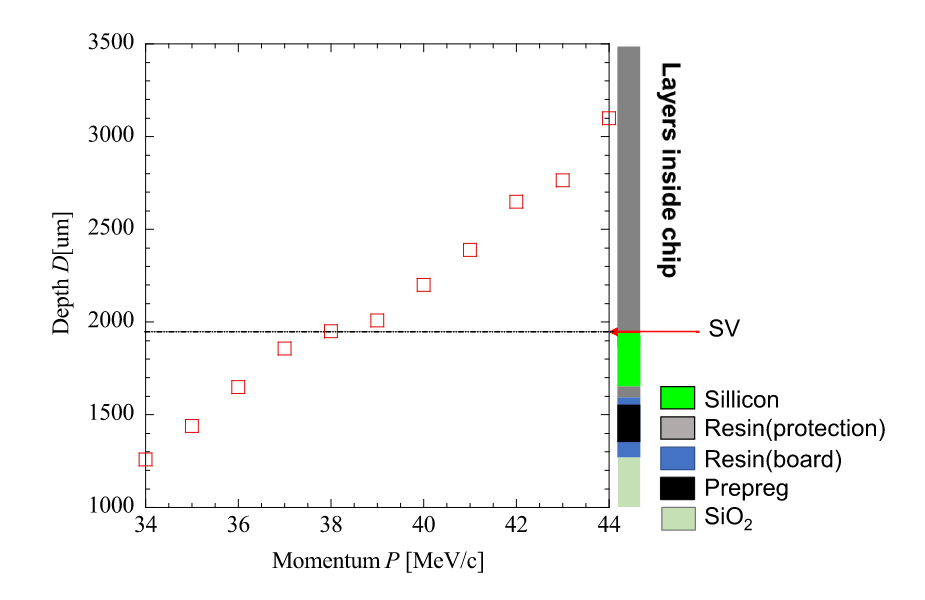 3500
3000
2500
2000
1500
1000
Depth D[um]
34
36
38
40
42
44
Momentum P [MeV/c]
Layers inside chip
SV
Sillicon
Resin(protection)
Resin(board)
Prepreg
SiO₂